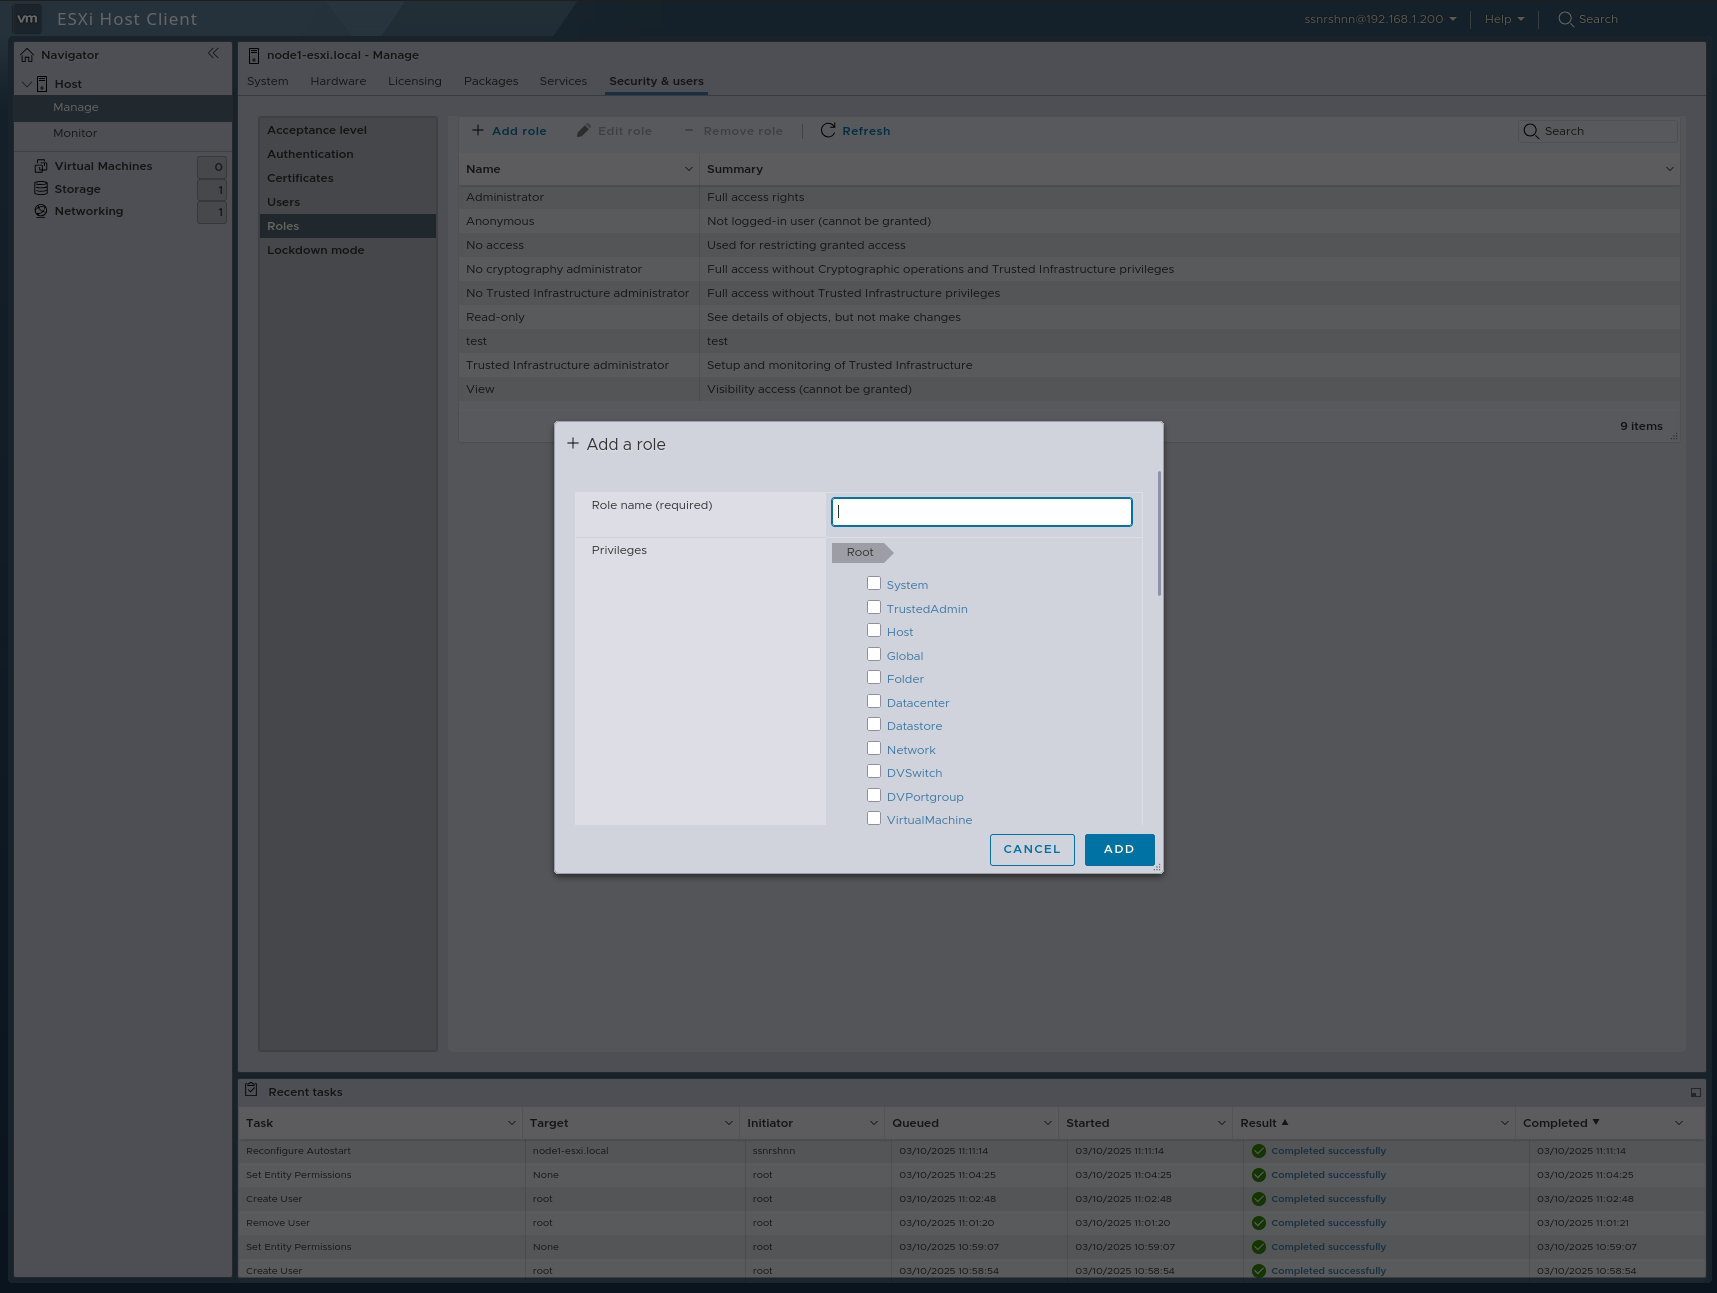 vm ESXi Host Client
ssnrshnn@192.168.1.200 Help Search
Navigator
Host
Manage
Monitor
Virtual Machines 0
Storage 1
Networking 1
node1-esxi.local - Manage
System Hardware Licensing Packages Services Security & users
Acceptance level
Authentication
Certificates
Users
Roles
Lockdown mode
Add role Edit role Remove role Refresh Search
Name Summary
Administrator Full access rights
Anonymous Not logged-in user (cannot be granted)
No access Used for restricting granted access
No cryptography administrator Full access without Cryptographic operations and Trusted Infrastructure privileges
No Trusted Infrastructure administrator Full access without Trusted Infrastructure privileges
Read-only See details of objects, but not make changes
test test
Trusted Infrastructure administrator Setup and monitoring of Trusted Infrastructure
View Visibility access (cannot be granted)
9 items
Add a role
Role name (required)
Privileges Root
System
TrustedAdmin
Host
Global
Folder
Datacenter
Datastore
Network
DVSwitch
DVPortgroup
VirtualMachine
CANCEL ADD
Recent tasks
Task Target Initiator Queued Started Result Completed
Reconfigure Autostart node1-esxi.local ssnrshnn 03/10/2025 11:11:14 03/10/2025 11:11:14 Completed successfully 03/10/2025 11:11:14
Set Entity Permissions None root 03/10/2025 11:04:25 03/10/2025 11:04:25 Completed successfully 03/10/2025 11:04:25
Create User root root 03/10/2025 11:02:48 03/10/2025 11:02:48 Completed successfully 03/10/2025 11:02:48
Remove User root root 03/10/2025 11:01:20 03/10/2025 11:01:20 Completed successfully 03/10/2025 11:01:21
Set Entity Permissions None root 03/10/2025 10:59:07 03/10/2025 10:59:07 Completed successfully 03/10/2025 10:59:07
Create User root root 03/10/2025 10:58:54 03/10/2025 10:58:54 Completed successfully 03/10/2025 10:58:54